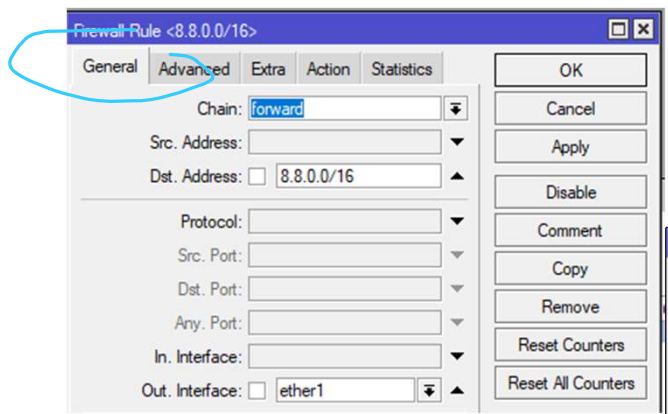 Firewall Rule <8.8.0.0/16>
General Advanced Extra Action Statistics
Chain: forward
Src. Address:
Dst. Address: 8.8.0.0/16
Protocol:
Src. Port:
Dst. Port:
Any. Port:
In. Interface:
Out. Interface: ether1
OK
Cancel
Apply
Disable
Comment
Copy
Remove
Reset Counters
Reset All Counters